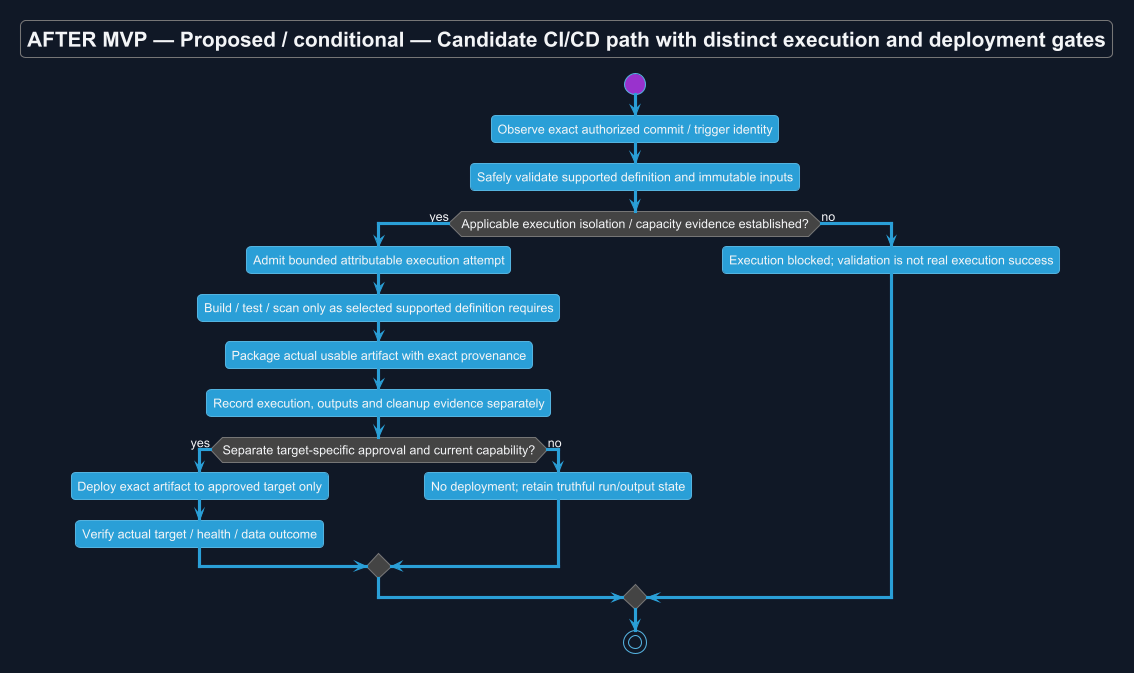 AFTER MVP — Proposed / conditional — Candidate CI/CD path with distinct execution and deployment gates
Observe exact authorized commit / trigger identity
Safely validate supported definition and immutable inputs
yes
Applicable execution isolation / capacity evidence established?
no
Admit bounded attributable execution attempt
Execution blocked; validation is not real execution success
Build / test / scan only as selected supported definition requires
Package actual usable artifact with exact provenance
Record execution, outputs and cleanup evidence separately
yes
Separate target-specific approval and current capability?
no
Deploy exact artifact to approved target only
No deployment; retain truthful run/output state
Verify actual target / health / data outcome